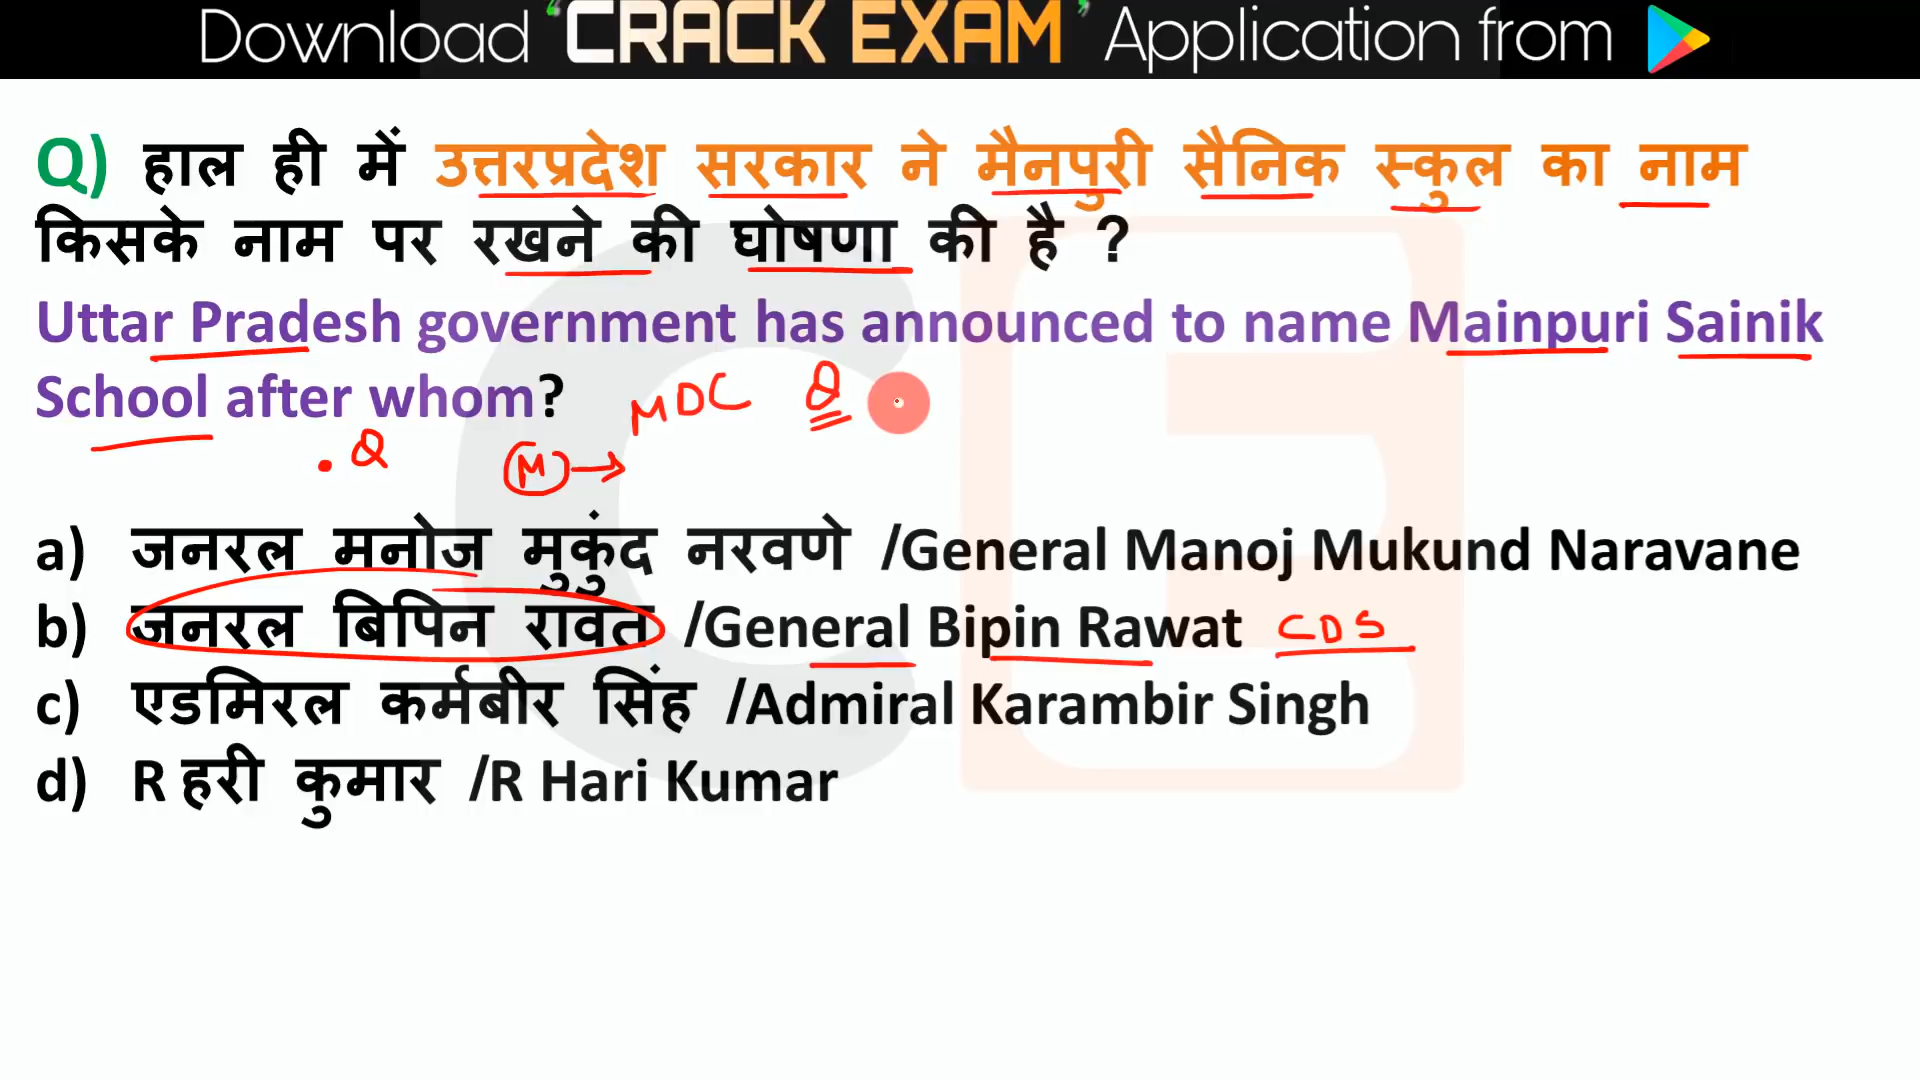 Download ‘CRACK EXAM’ Application from
Q) हाल ही में उत्तरप्रदेश सरकार ने मैनपुरी सैनिक स्कुल का नाम
किसके नाम पर रखने की घोषणा की है ?
Uttar Pradesh government has announced to name Mainpuri Sainik
School after whom?
MDC Q
. Q (M) →
a) जनरल मनोज मुकुंद नरवणे /General Manoj Mukund Naravane
b) जनरल बिपिन रावत /General Bipin Rawat CDS
c) एडमिरल कर्मबीर सिंह /Admiral Karambir Singh
d) R हरी कुमार /R Hari Kumar